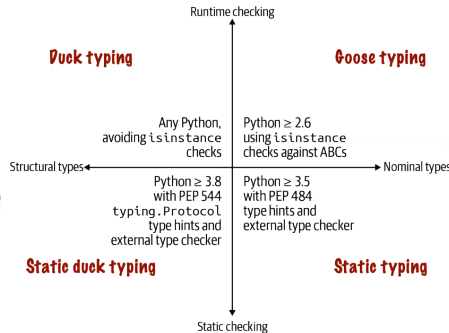 Runtime checking
Duck typing
Goose typing
Any Python,
avoiding isinstance
checks
Python ≥ 2.6
using isinstance
checks against ABCs
Structural types
Nominal types
Python ≥ 3.8
with PEP 544
typing.Protocol
type hints and
external type checker
Python ≥ 3.5
with PEP 484
type hints and
external type checker
Static duck typing
Static typing
Static checking